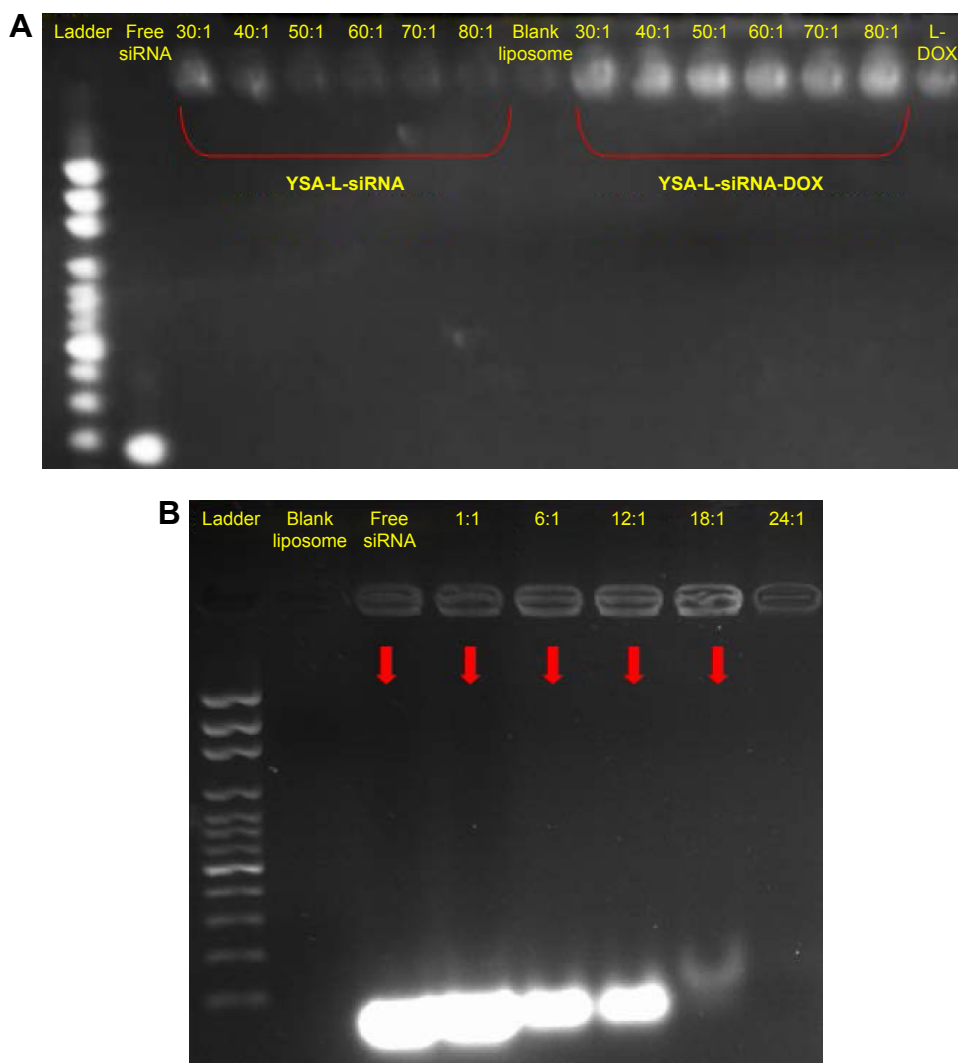 A
Ladder Free siRNA 30:1 40:1 50:1 60:1 70:1 80:1 Blank liposome 30:1 40:1 50:1 60:1 70:1 80:1 L-DOX
YSA-L-siRNA YSA-L-siRNA-DOX
B
Ladder Blank liposome Free siRNA 1:1 6:1 12:1 18:1 24:1